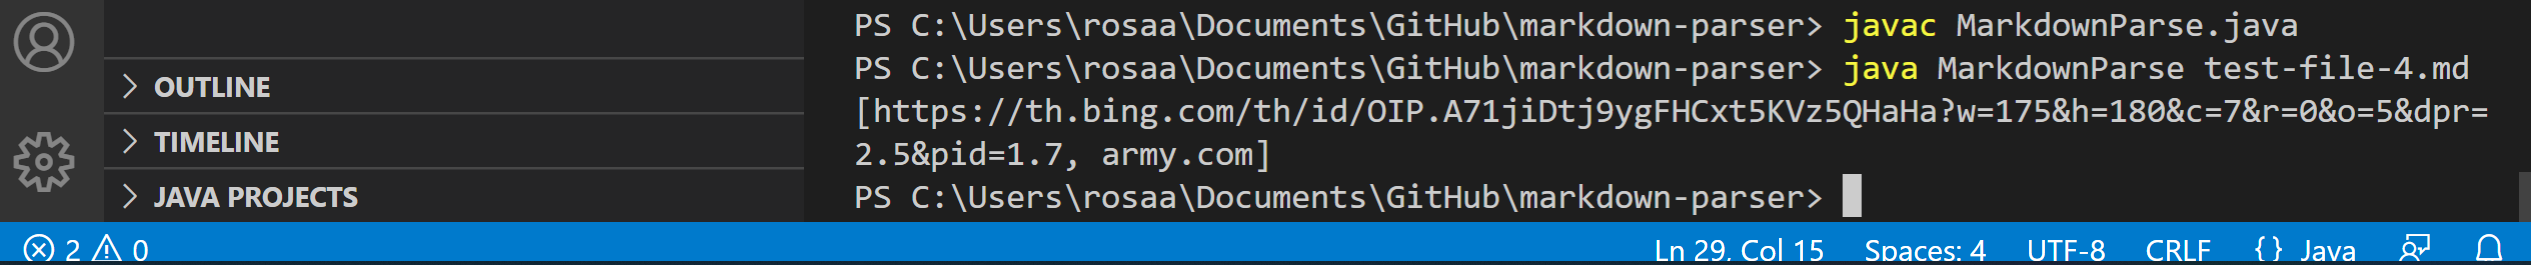 OUTLINE
TIMELINE
JAVA PROJECTS
PS C:\Users\rosaa\Documents\GitHub\markdown-parser> javac MarkdownParse.java
PS C:\Users\rosaa\Documents\GitHub\markdown-parser> java MarkdownParse test-file-4.md
[https://th.bing.com/th/id/OIP.A71jiDtj9ygFHCxt5KVz5QHaHa?w=175&h=180&c=7&r=0&o=5&dpr=
2.5&pid=1.7, army.com]
PS C:\Users\rosaa\Documents\GitHub\markdown-parser>
2 0 Ln 29, Col 15 Spaces: 4 UTF-8 CRLF {} Java